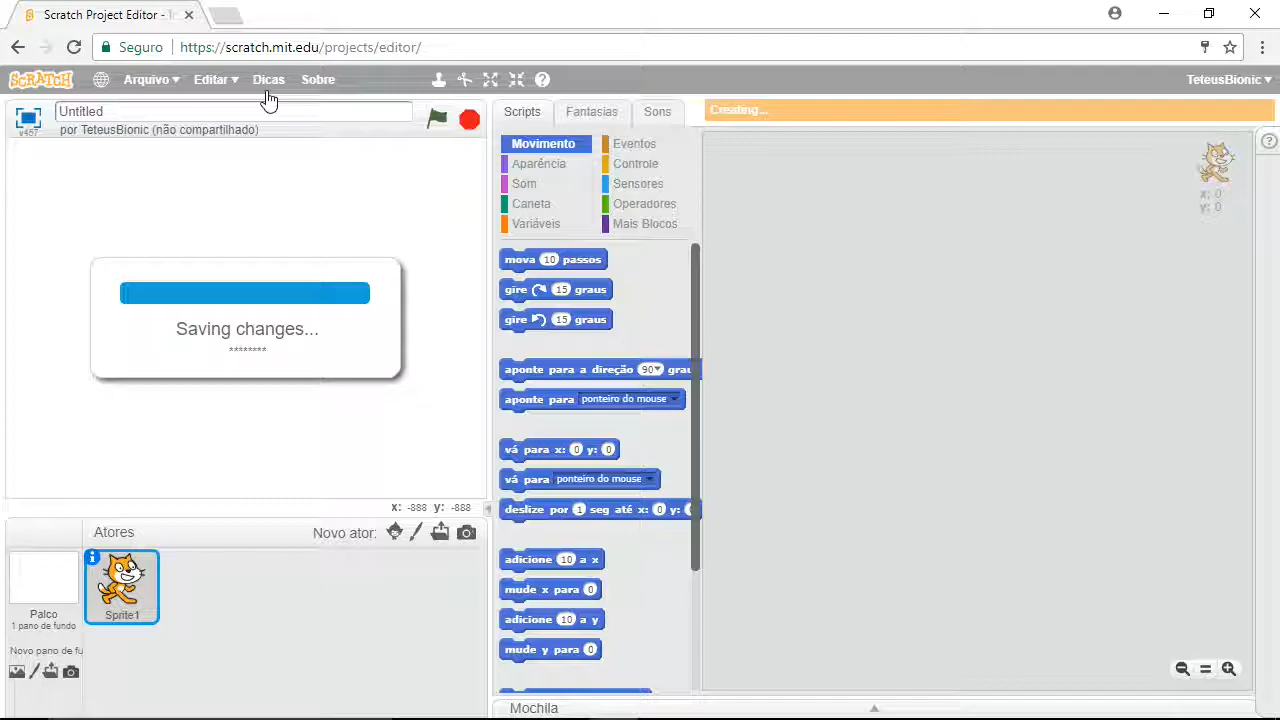 Scratch Project Editor -
Seguro
https://scratch.mit.edu/projects/editor/
SCRATCH
Arquivo
Editar
Dicas
Sobre
TeteusBionic
v457
Untitled
por TeteusBionic (não compartilhado)
Scripts
Fantasias
Sons
Creating...
Movimento
Eventos
Aparência
Controle
Som
Sensores
Caneta
Operadores
Variáveis
Mais Blocos
x: 0
y: 0
mova 10 passos
gire 15 graus
gire 15 graus
aponte para a direção 90 grau
aponte para ponteiro do mouse
vá para x: 0 y: 0
vá para ponteiro do mouse
deslize por 1 seg até x: 0 y:
adicione 10 a x
mude x para 0
adicione 10 a y
mude y para 0
Saving changes...
********
x: -888 y: -888
Atores
Novo ator:
Palco
1 pano de fundo
Sprite1
Novo pano de fu
Mochila